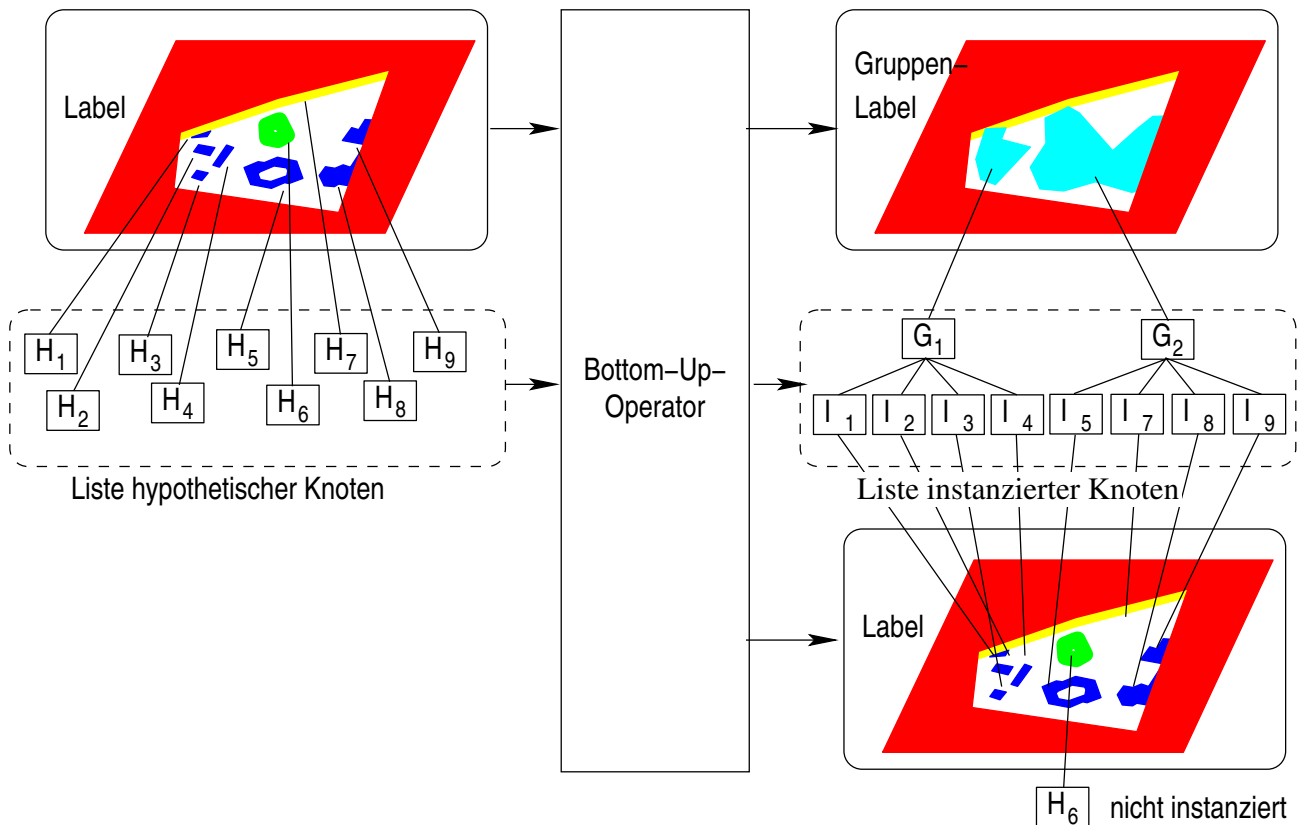 Label
Gruppen-
Label
H1 H3 H5 H7 H9
H2 H4 H6 H8
Liste hypothetischer Knoten
Bottom-Up-
Operator
G1 G2
I1 I2 I3 I4 I5 I7 I8 I9
Liste instanzierter Knoten
Label
H6 nicht instanziert